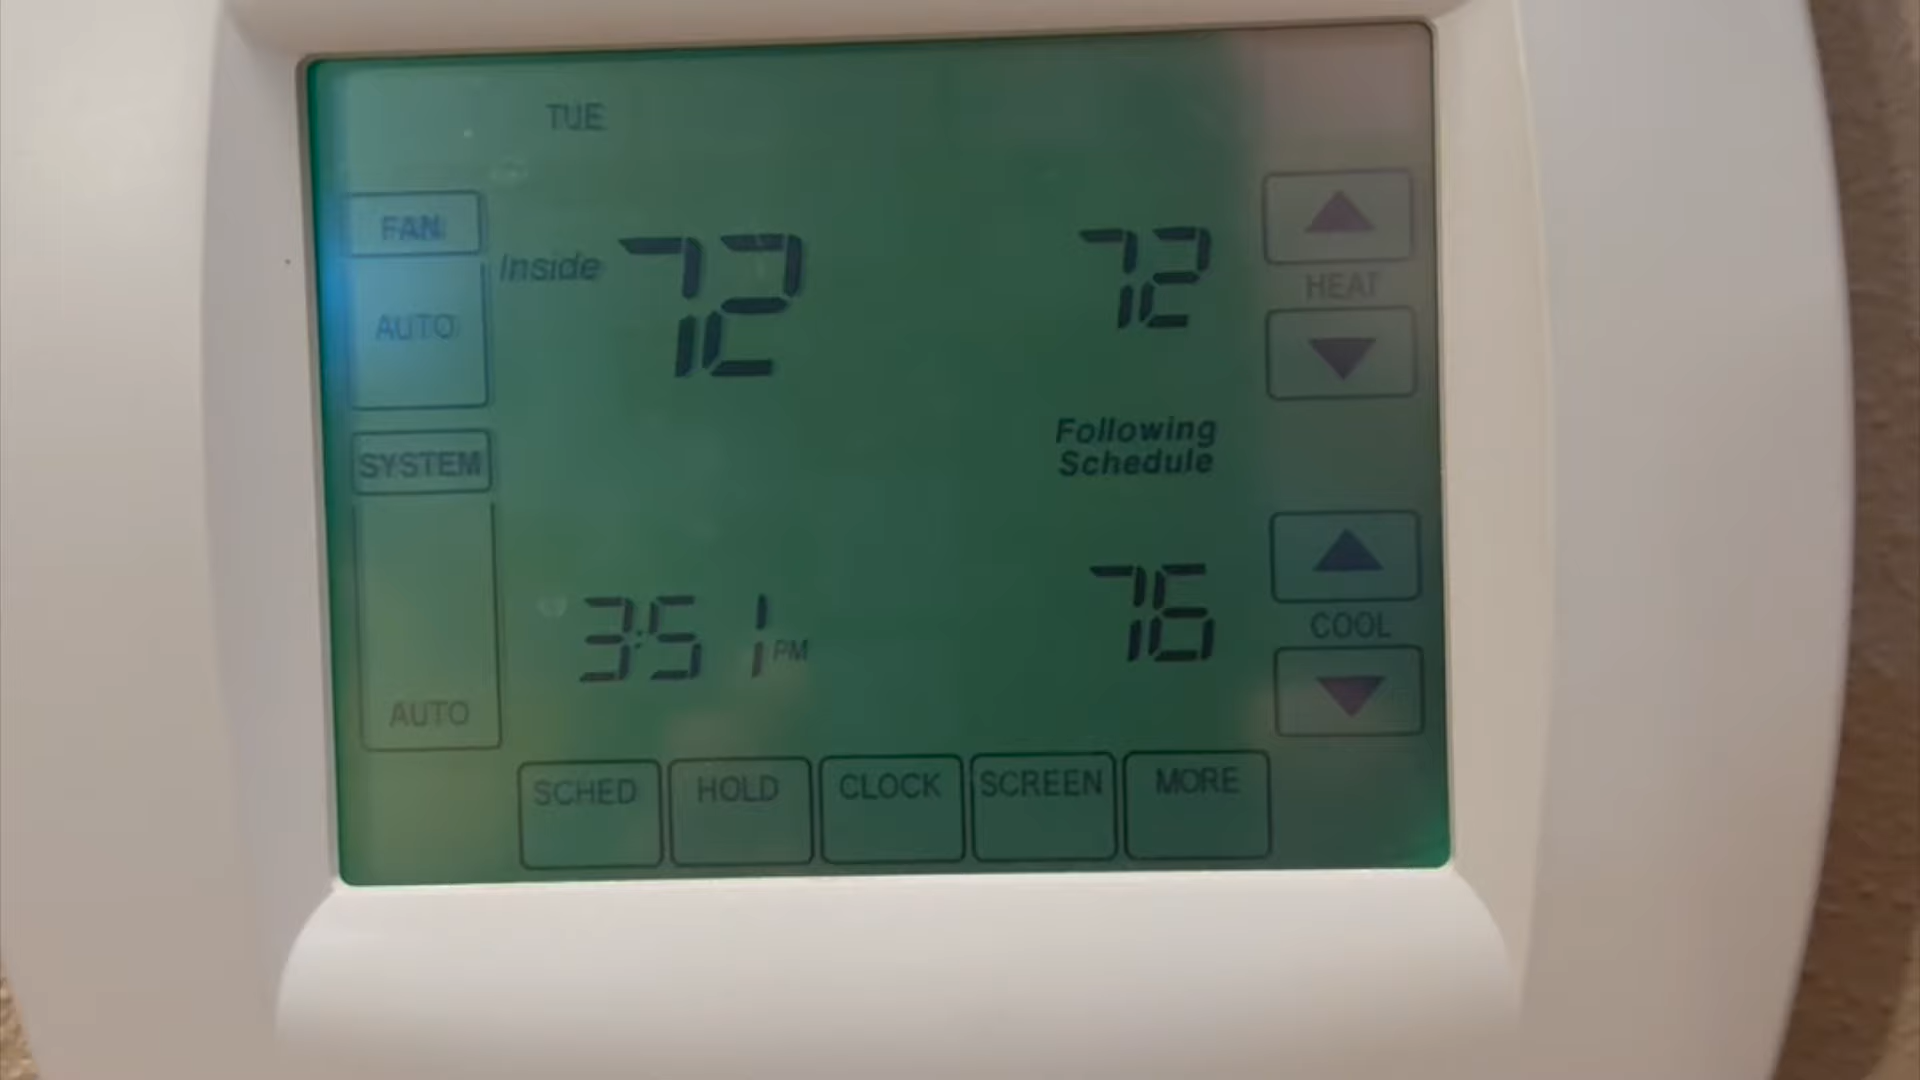 TUE
FAN
AUTO
Inside 72
72
HEAT
Following
Schedule
SYSTEM
AUTO
3:51 PM
76
COOL
SCHED
HOLD
CLOCK
SCREEN
MORE